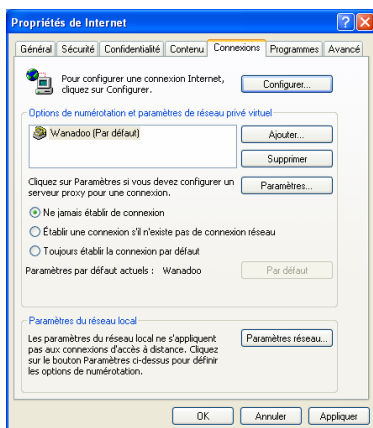 Propriétés de Internet
Général Sécurité Confidentialité Contenu Connexions Programmes Avancé
Pour configurer une connexion Internet,
cliquez sur Configurer.
Configurer...
Options de numérotation et paramètres de réseau privé virtuel
Wanadoo (Par défaut)
Ajouter...
Supprimer
Cliquez sur Paramètres si vous devez configurer un
serveur proxy pour une connexion.
Paramètres...
Ne jamais établir de connexion
Établir une connexion s'il n'existe pas de connexion réseau
Toujours établir la connexion par défaut
Paramètres par défaut actuels : Wanadoo
Par défaut
Paramètres du réseau local
Les paramètres du réseau local ne s'appliquent
pas aux connexions d'accès à distance. Cliquez
sur le bouton Paramètres ci-dessus pour définir
les options de numérotation.
Paramètres réseau...
OK Annuler Appliquer